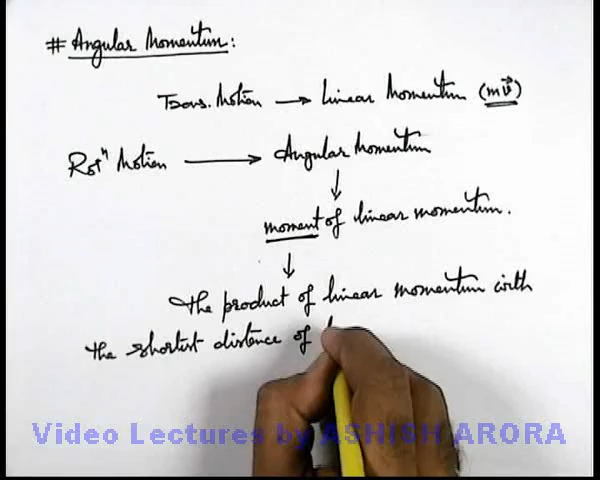 # Angular Momentum:
Trans. Motion → Linear Momentum (mv⃗)
Rotⁿ Motion → Angular Momentum
↓
moment of linear momentum.
↓
The product of linear momentum with
the shortest distance of
Video Lectures by ASHISH ARORA